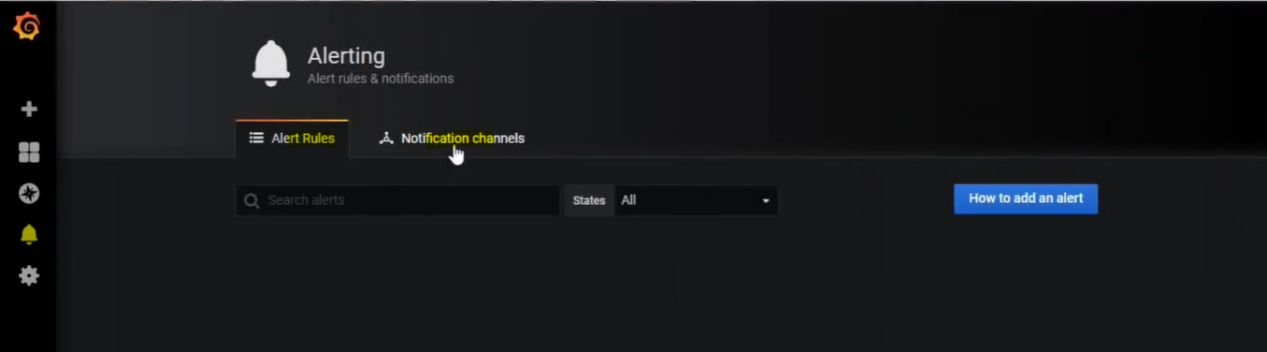 Alerting
Alert rules & notifications
Alert Rules
Notification channels
Search alerts
States
All
How to add an alert